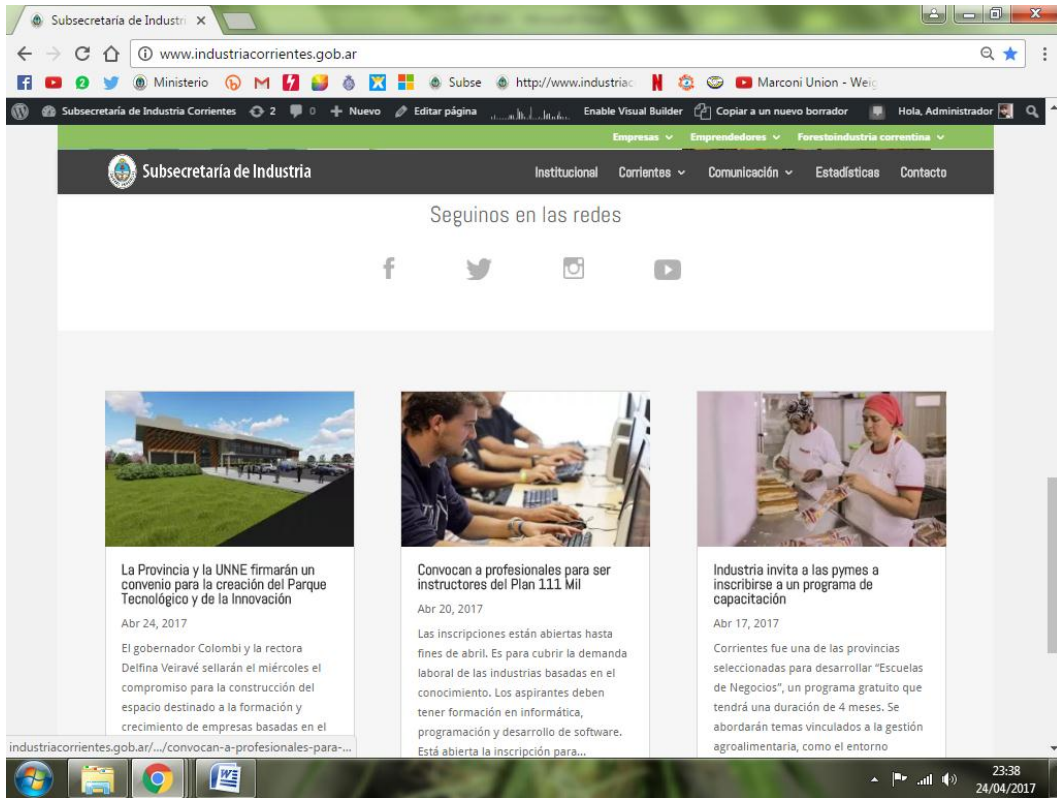 Subsecretaría de Industri
www.industriacorrientes.gob.ar
Ministerio
Subse
http://www.industriac
Marconi Union - Weig
Subsecretaría de Industria Corrientes
2
0
Nuevo
Editar página
Enable Visual Builder
Copiar a un nuevo borrador
Hola, Administrador
Empresas
Emprendedores
Forestoindustria correntina
Subsecretaría de Industria
Institucional
Corrientes
Comunicación
Estadísticas
Contacto
Seguinos en las redes
La Provincia y la UNNE firmarán un
convenio para la creación del Parque
Tecnológico y de la Innovación
Abr 24, 2017
El gobernador Colombi y la rectora
Delfina Veiravé sellarán el miércoles el
compromiso para la construcción del
espacio destinado a la formación y
crecimiento de empresas basadas en el
Convocan a profesionales para ser
instructores del Plan 111 Mil
Abr 20, 2017
Las inscripciones están abiertas hasta
fines de abril. Es para cubrir la demanda
laboral de las industrias basadas en el
conocimiento. Los aspirantes deben
tener formación en informática,
programación y desarrollo de software.
Está abierta la inscripción para...
Industria invita a las pymes a
inscribirse a un programa de
capacitación
Abr 17, 2017
Corrientes fue una de las provincias
seleccionadas para desarrollar “Escuelas
de Negocios”, un programa gratuito que
tendrá una duración de 4 meses. Se
abordarán temas vinculados a la gestión
agroalimentaria, como el entorno
industriacorrientes.gob.ar/.../convocan-a-profesionales-para-...
23:38
24/04/2017